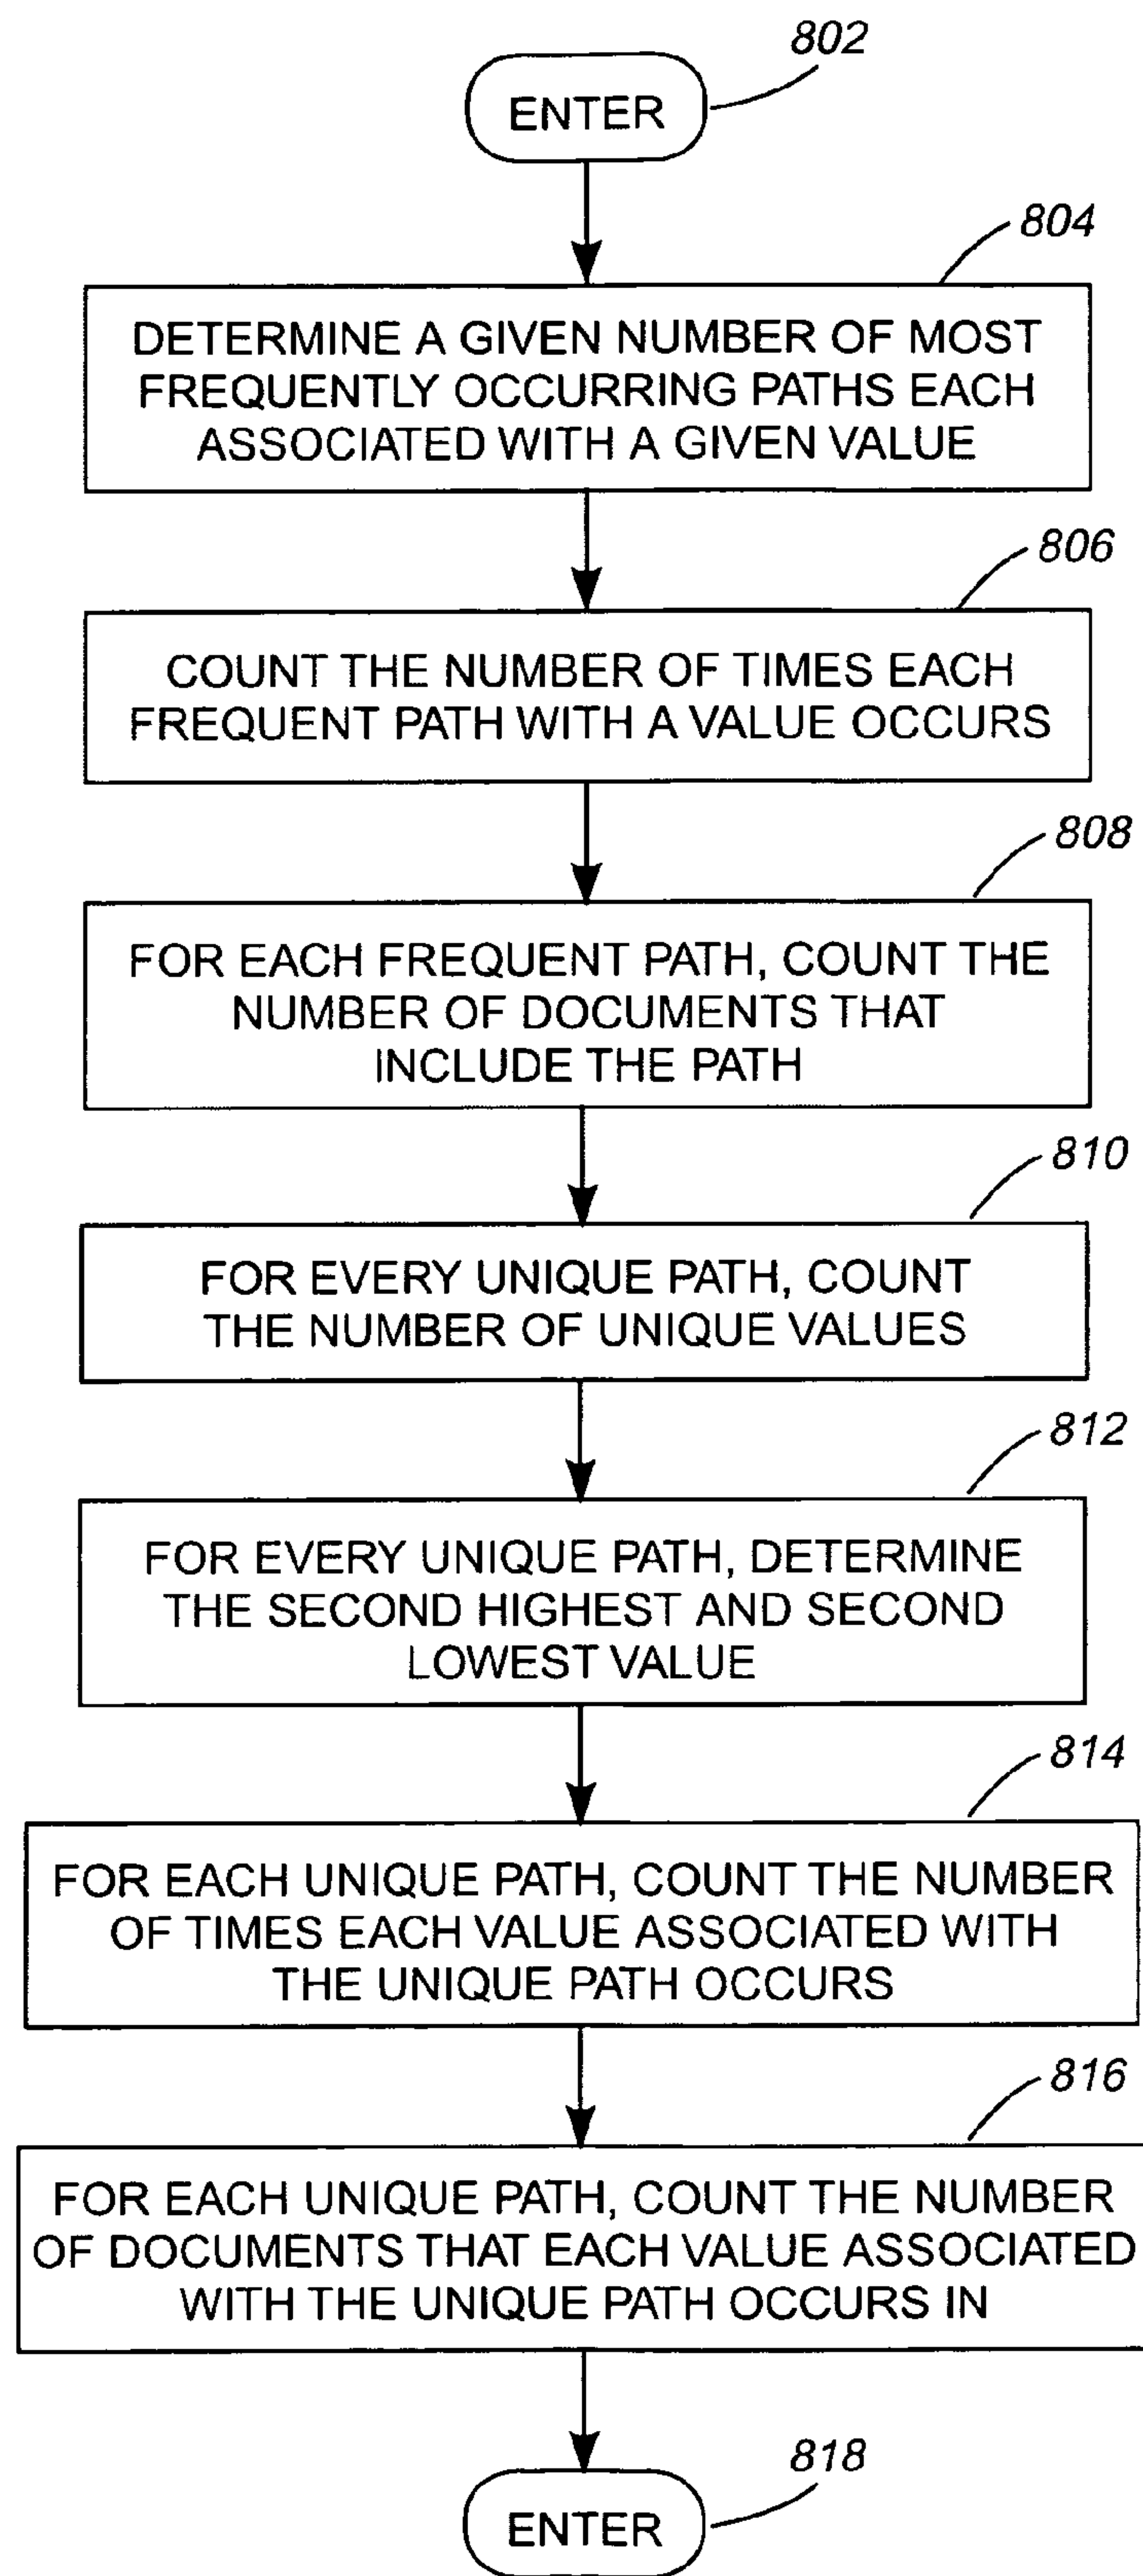 802
ENTER
804
DETERMINE A GIVEN NUMBER OF MOST
FREQUENTLY OCCURRING PATHS EACH
ASSOCIATED WITH A GIVEN VALUE
806
COUNT THE NUMBER OF TIMES EACH
FREQUENT PATH WITH A VALUE OCCURS
808
FOR EACH FREQUENT PATH, COUNT THE
NUMBER OF DOCUMENTS THAT
INCLUDE THE PATH
810
FOR EVERY UNIQUE PATH, COUNT
THE NUMBER OF UNIQUE VALUES
812
FOR EVERY UNIQUE PATH, DETERMINE
THE SECOND HIGHEST AND SECOND
LOWEST VALUE
814
FOR EACH UNIQUE PATH, COUNT THE NUMBER
OF TIMES EACH VALUE ASSOCIATED WITH
THE UNIQUE PATH OCCURS
816
FOR EACH UNIQUE PATH, COUNT THE NUMBER
OF DOCUMENTS THAT EACH VALUE ASSOCIATED
WITH THE UNIQUE PATH OCCURS IN
818
ENTER